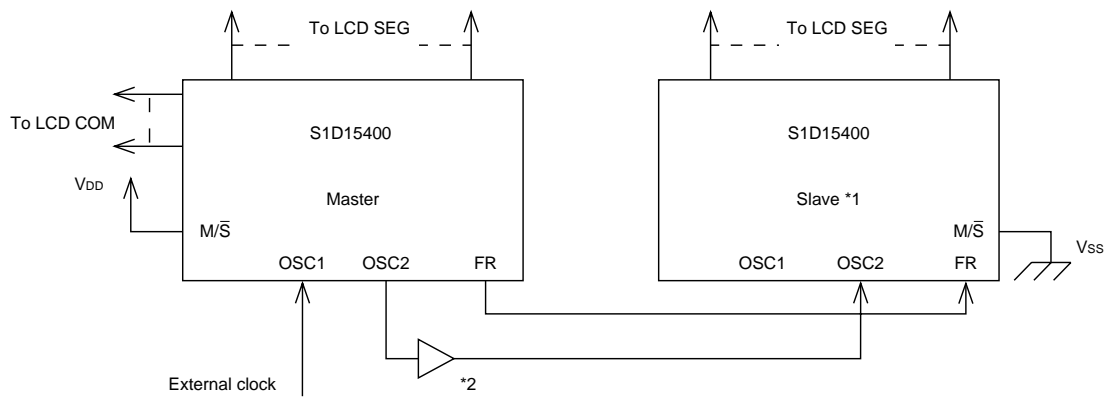 To LCD SEG
To LCD SEG
To LCD COM
S1D15400
S1D15400
VDD
Master
Slave *1
M/S̅
M/S̅
VSS
OSC1 OSC2 FR
OSC1 OSC2 FR
External clock
*2